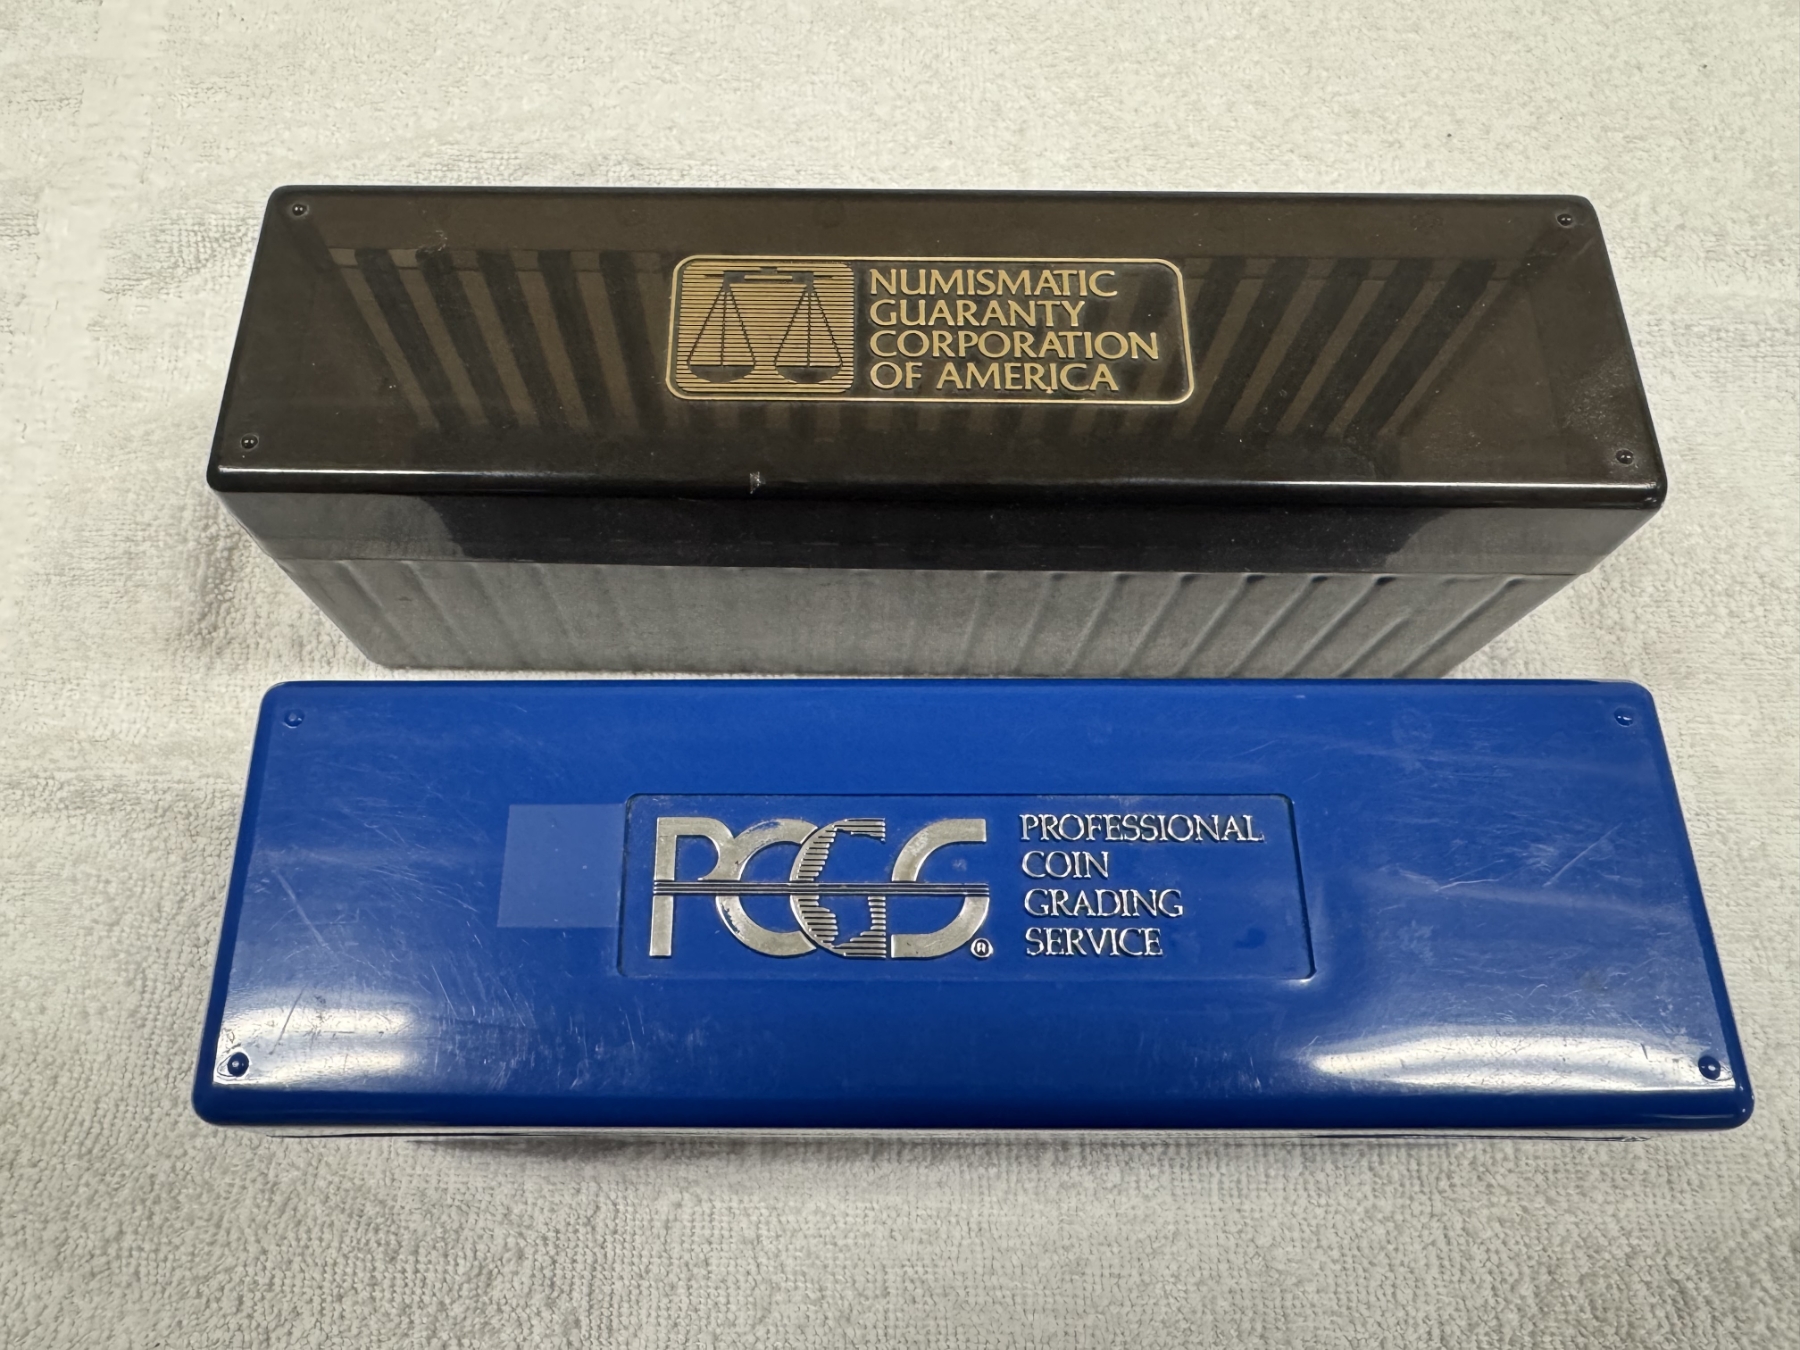 NUMISMATIC
GUARANTY
CORPORATION
OF AMERICA
PCGS®
PROFESSIONAL
COIN
GRADING
SERVICE